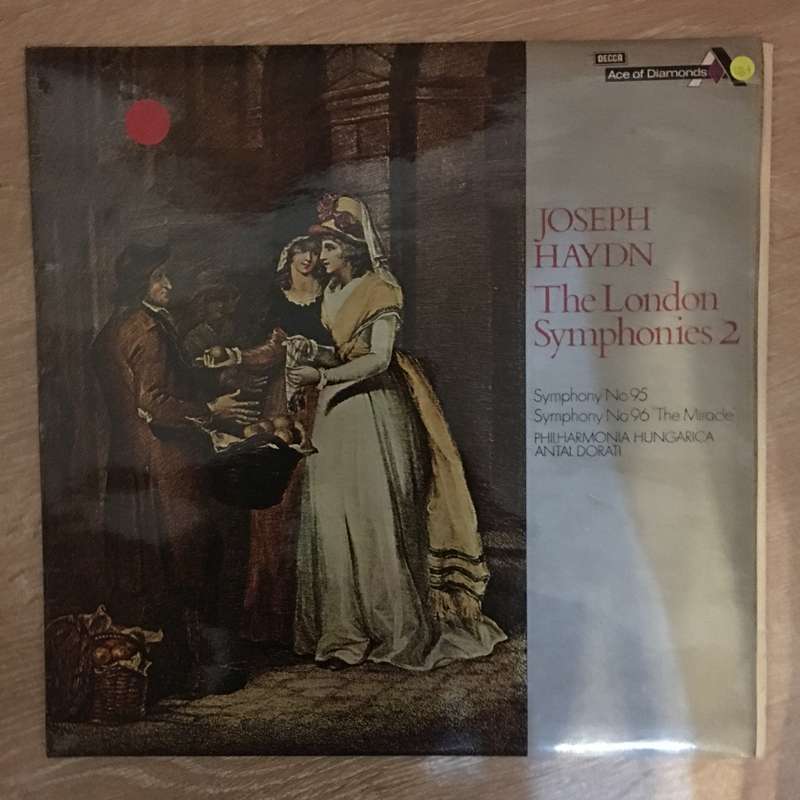 DECCA
Ace of Diamonds
JOSEPH
HAYDN
The London
Symphonies 2
Symphony No 95
Symphony No 96 'The Miracle'
PHILHARMONIA HUNGARICA
ANTAL DORATI